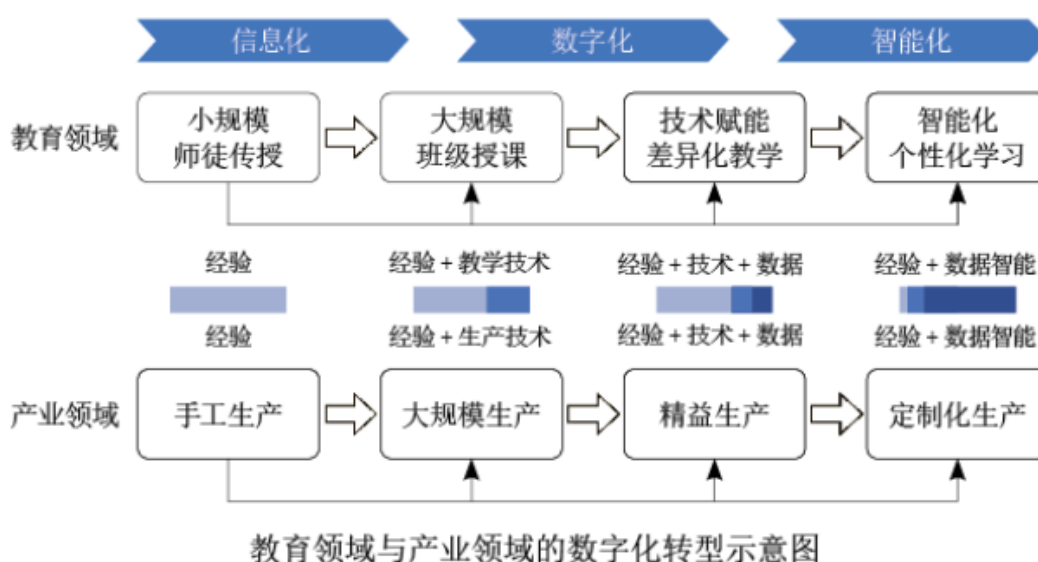 信息化
数字化
智能化
教育领域
小规模
师徒传授
大规模
班级授课
技术赋能
差异化教学
智能化
个性化学习
经验
经验+教学技术
经验+技术+数据
经验+数据智能
经验
经验+生产技术
经验+技术+数据
经验+数据智能
产业领域
手工生产
大规模生产
精益生产
定制化生产
教育领域与产业领域的数字化转型示意图